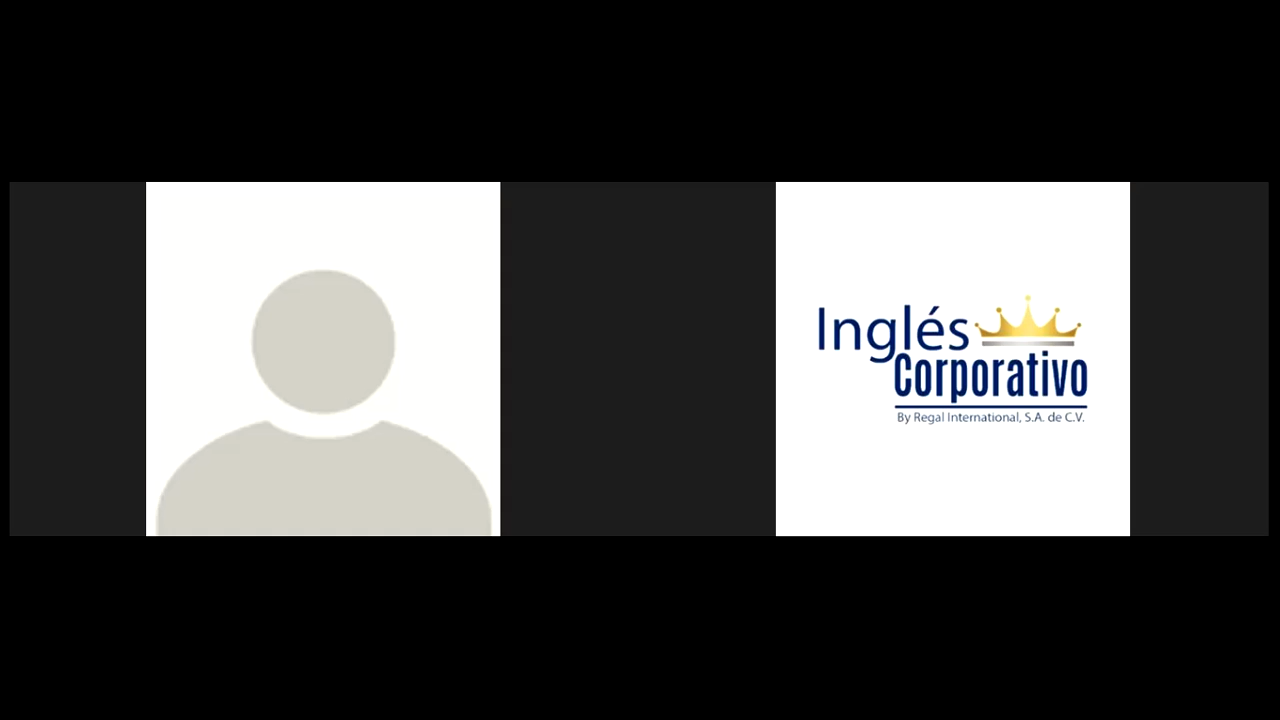 Inglés
Corporativo
By Regal International, S.A. de C.V.